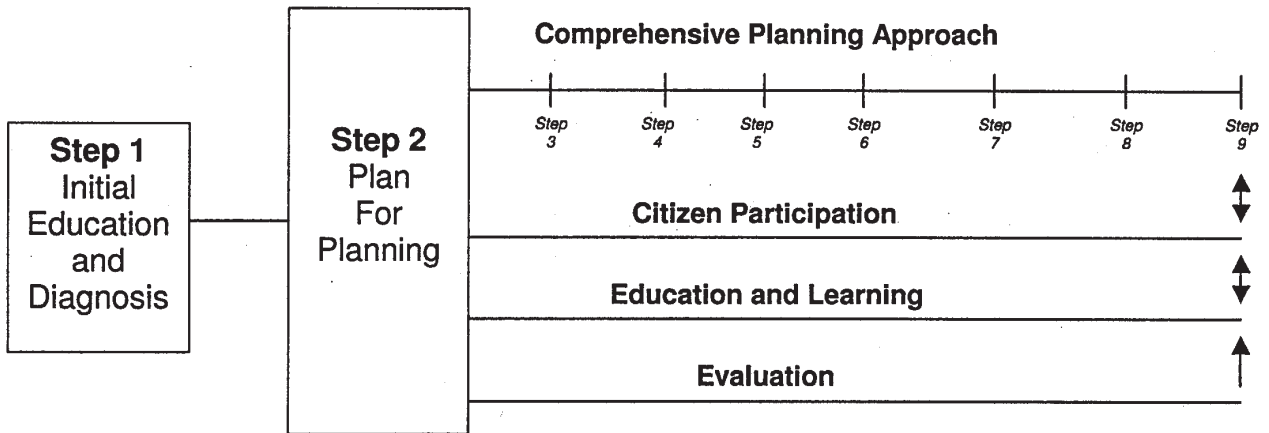 Step 1
Initial
Education
and
Diagnosis
Step 2
Plan
For
Planning
Comprehensive Planning Approach
Step
3
Step
4
Step
5
Step
6
Step
7
Step
8
Step
9
Citizen Participation
Education and Learning
Evaluation